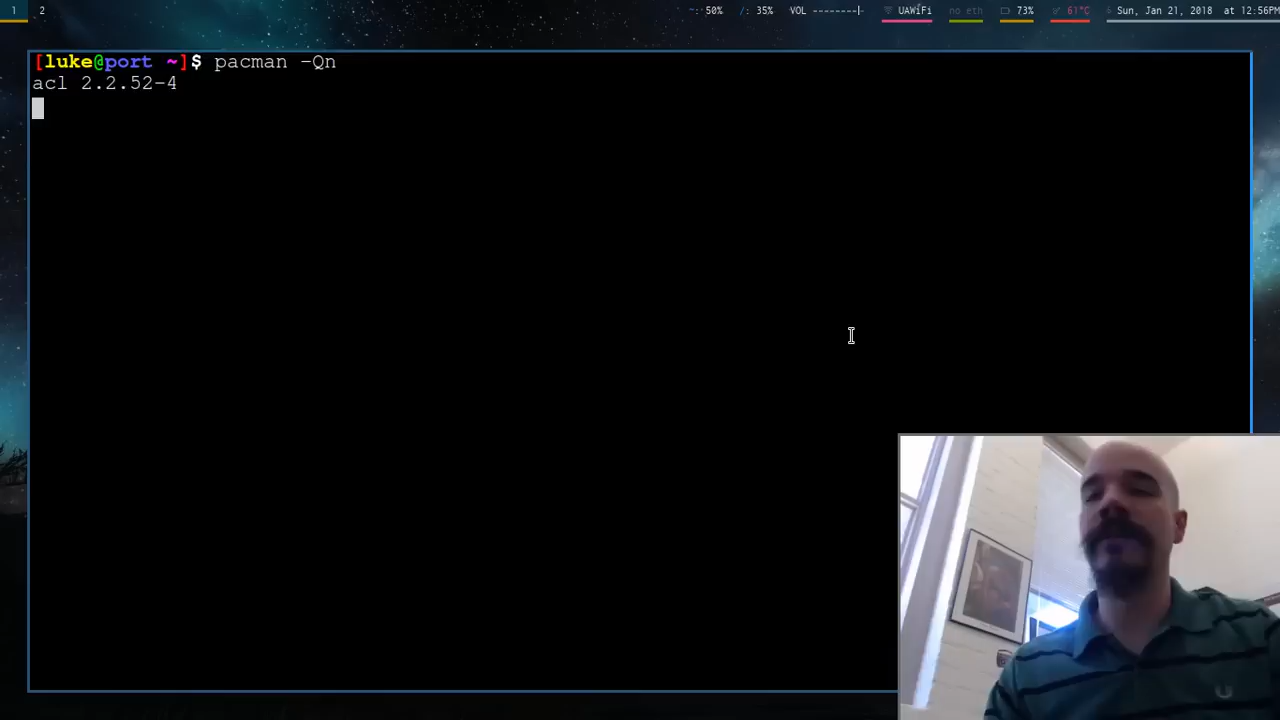 1 2 50% /: 35% VOL --------| UAWiFi no eth 73% 61°C Sun, Jan 21, 2018 at 12:56PM
[luke@port ~]$ pacman -Qn
acl 2.2.52-4